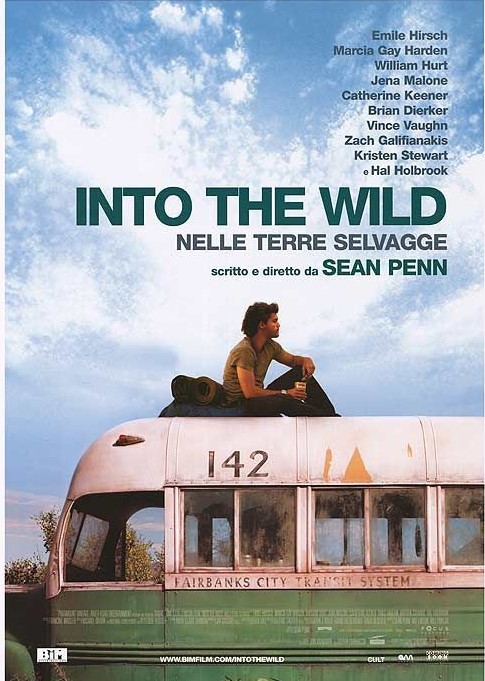 Emile Hirsch
Marcia Gay Harden
William Hurt
Jena Malone
Catherine Keener
Brian Dierker
Vince Vaughn
Zach Galifianakis
Kristen Stewart
e Hal Holbrook
INTO THE WILD
NELLE TERRE SELVAGGE
scritto e diretto da SEAN PENN
142
FAIRBANKS CITY TRANSIT SYSTEM
BIM
WWW.BIMFILM.COM/INTOTHEWILD
CULT